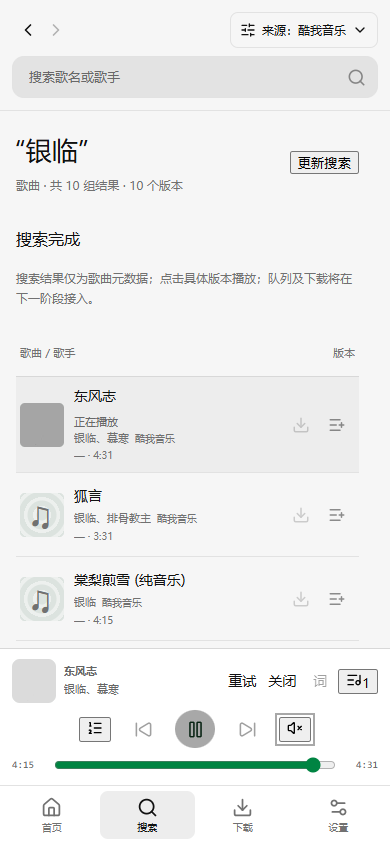 来源：酷我音乐
搜索歌名或歌手
“银临”
更新搜索
歌曲 · 共 10 组结果 · 10 个版本
搜索完成
搜索结果仅为歌曲元数据；点击具体版本播放；队列及下载将在
下一阶段接入。
歌曲 / 歌手 版本
东风志
正在播放
银临、慕寒 酷我音乐
— · 4:31
狐言
银临、排骨教主 酷我音乐
— · 3:31
棠梨煎雪 (纯音乐)
银临 酷我音乐
— · 4:15
东风志
银临、慕寒
重试 关闭 词 1
4:15 4:31
首页 搜索 下载 设置